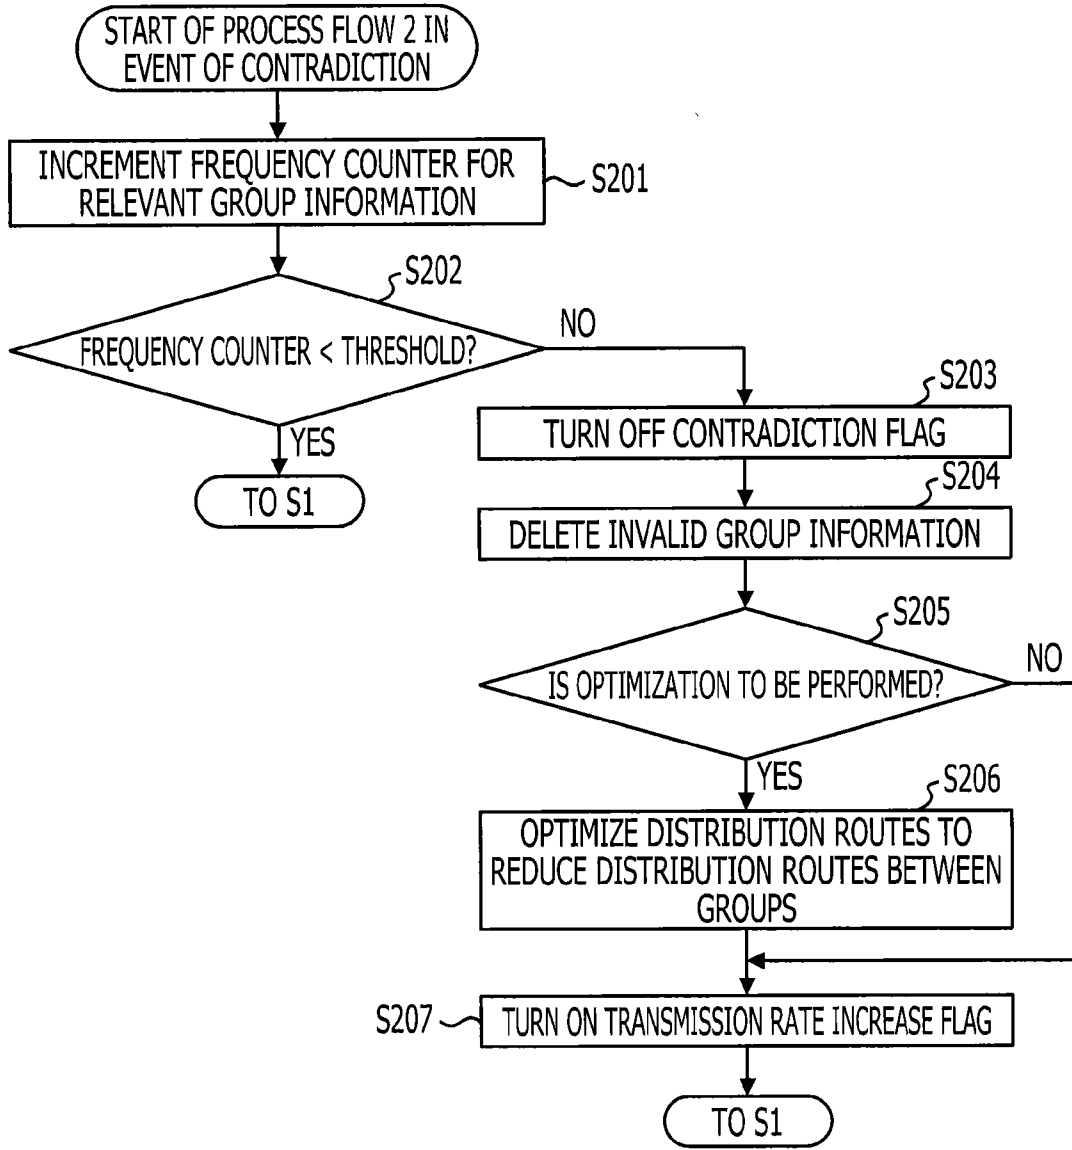 START OF PROCESS FLOW 2 IN
EVENT OF CONTRADICTION
INCREMENT FREQUENCY COUNTER FOR
RELEVANT GROUP INFORMATION
S201
S202
FREQUENCY COUNTER < THRESHOLD?
NO
YES
TO S1
S203
TURN OFF CONTRADICTION FLAG
S204
DELETE INVALID GROUP INFORMATION
S205
IS OPTIMIZATION TO BE PERFORMED?
NO
YES
S206
OPTIMIZE DISTRIBUTION ROUTES TO
REDUCE DISTRIBUTION ROUTES BETWEEN
GROUPS
S207
TURN ON TRANSMISSION RATE INCREASE FLAG
TO S1